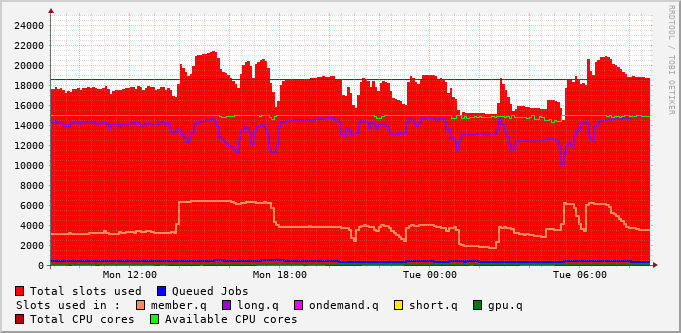 RRDTOOL / TOBI OETIKER
24000
22000
20000
18000
16000
14000
12000
10000
8000
6000
4000
2000
0
Mon 12:00 Mon 18:00 Tue 00:00 Tue 06:00
Total slots used Queued Jobs
Slots used in : member.q long.q ondemand.q short.q gpu.q
Total CPU cores Available CPU cores